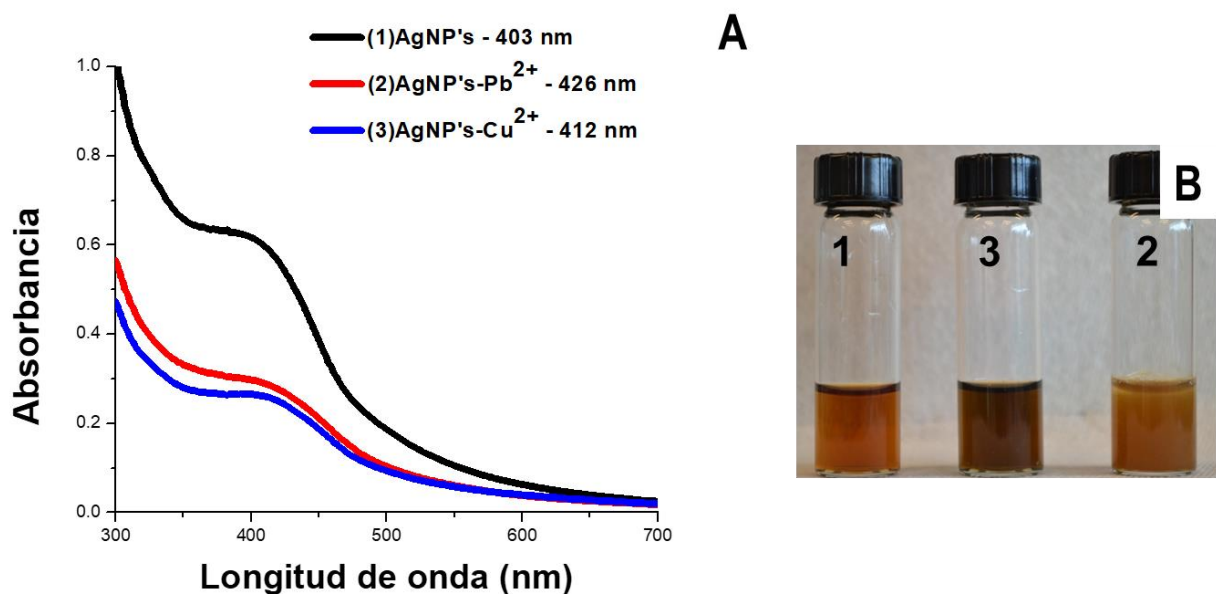 (1)AgNP's - 403 nm
(2)AgNP's-Pb2+ - 426 nm
(3)AgNP's-Cu2+ - 412 nm
A
1.0
0.8
0.6
0.4
0.2
0.0
Absorbancia
300
400
500
600
700
Longitud de onda (nm)
B
1
3
2